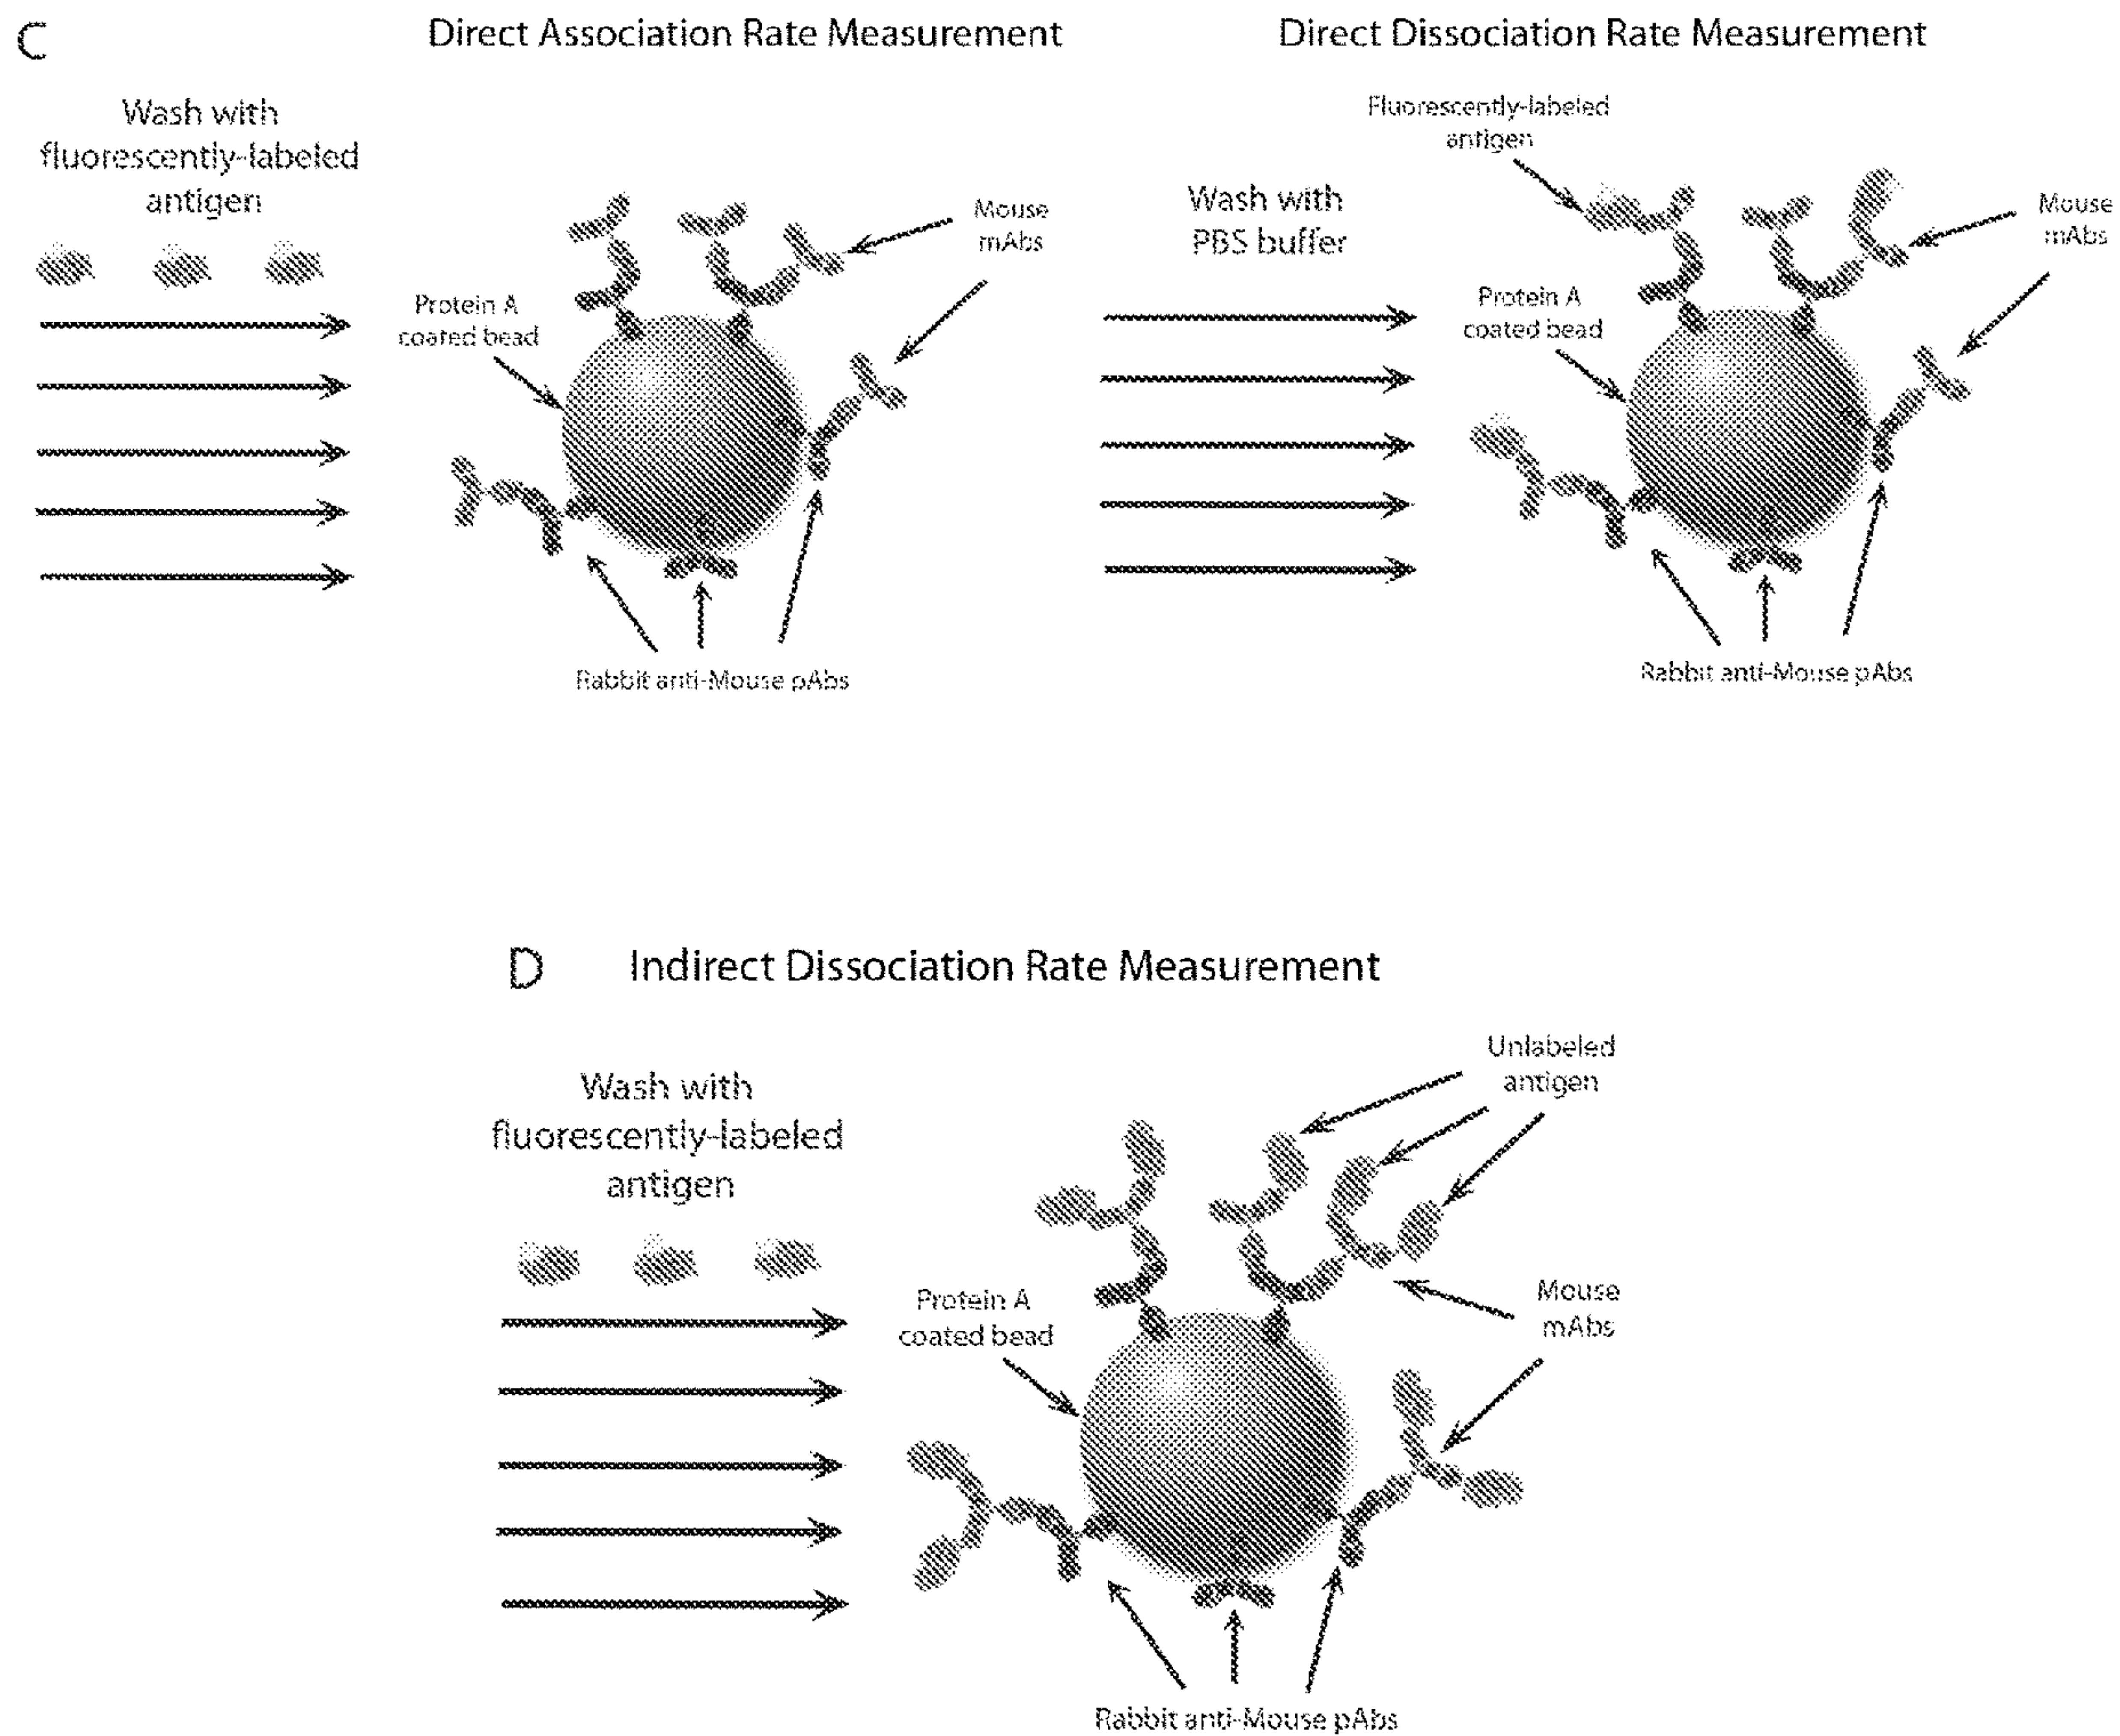 C
Direct Association Rate Measurement
Direct Dissociation Rate Measurement
Wash with
fluorescently-labeled
antigen
Protein A
coated bead
Mouse
mAbs
Rabbit anti-Mouse pAbs
Wash with
PBS buffer
Fluorescently-labeled
antigen
Protein A
coated bead
Mouse
mAbs
Rabbit anti-Mouse pAbs
D
Indirect Dissociation Rate Measurement
Wash with
fluorescently-labeled
antigen
Protein A
coated bead
Unlabeled
antigen
Mouse
mAbs
Rabbit anti-Mouse pAbs